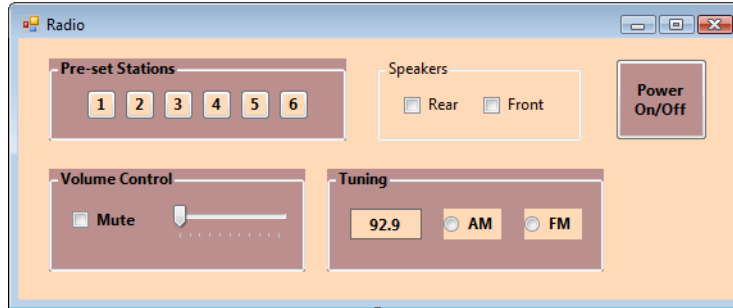 Radio
Pre-set Stations
1 2 3 4 5 6
Speakers
Rear Front
Power
On/Off
Volume Control
Mute
Tuning
92.9 AM FM